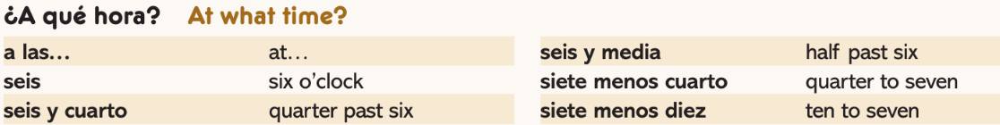 ¿A qué hora? At what time?
a las... at...
seis six o'clock
seis y cuarto quarter past six
seis y media half past six
siete menos cuarto quarter to seven
siete menos diez ten to seven